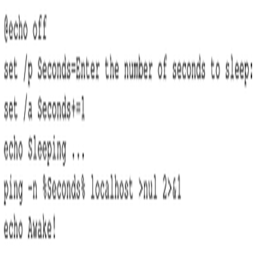 @echo off
set /p Seconds=Enter the number of seconds to sleep:
set /a Seconds+=1
echo Sleeping ...
ping -n %Seconds% localhost >nul 2>&1
echo Awake!